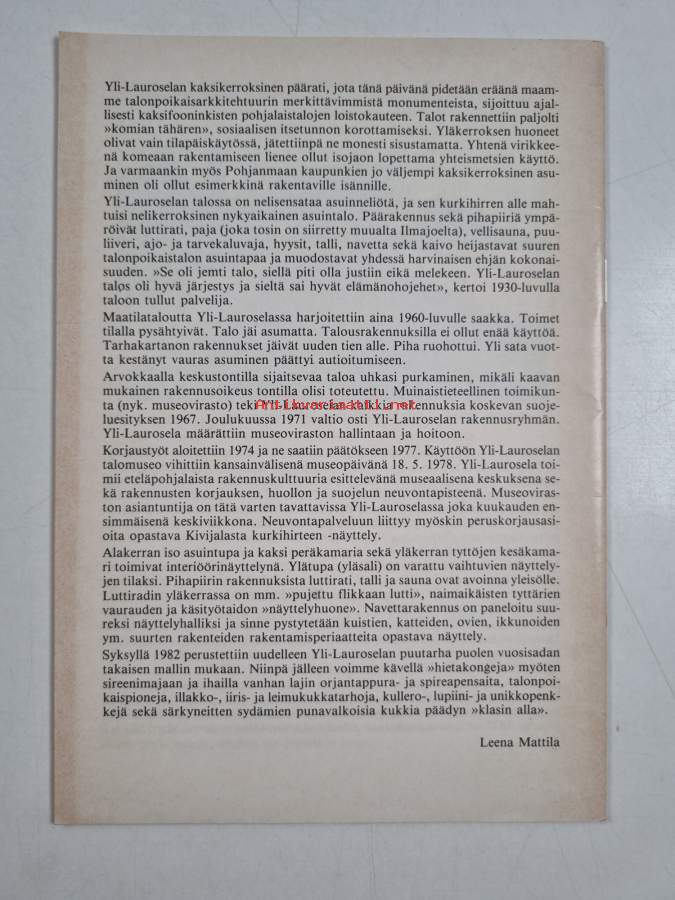 Yli-Lauroselan kaksikerroksinen päärati, jota tänä päivänä pidetään eräänä maam-
me talonpoikaisarkkitehtuurin merkittävimmistä monumenteista, sijoittuu ajal-
lisesti kaksifooninkisten pohjalaistalojen loistokauteen. Talot rakennettiin paljolti
»komian tähären», sosiaalisen itsetunnon korottamiseksi. Yläkerroksen huoneet
olivat vain tilapäiskäytössä, jätettiinpä ne monesti sisustamatta. Yhtenä virikkee-
nä komeaan rakentamiseen lienee ollut isojaon lopettama yhteismetsien käyttö.
Ja varmaankin myös Pohjanmaan kaupunkien jo väljempi kaksikerroksinen asu-
minen oli ollut esimerkkinä rakentaville isännille.
Yli-Lauroselan talossa on nelisensataa asuinneliötä, ja sen kurkihirren alle mah-
tuisi nelikerroksinen nykyaikainen asuintalo. Päärakennus sekä pihapiiriä ympä-
röivät luttirati, paja (joka tosin on siirretty muualta Ilmajoelta), vellisauna, puu-
liiveri, ajo- ja tarvekaluvaja, hyysit, talli, navetta sekä kaivo heijastavat suuren
talonpoikaistalon asuintapaa ja muodostavat yhdessä harvinaisen ehjän kokonai-
suuden. »Se oli jemti talo, siellä piti olla justiin eikä melekeen. Yli-Lauroselan
talos oli hyvä järjestys ja sieltä sai hyvät elämänohojehet», kertoi 1930-luvulla
taloon tullut palvelija.
Maatilataloutta Yli-Lauroselassa harjoitettiin aina 1960-luvulle saakka. Toimet
tilalla pysähtyivät. Talo jäi asumatta. Talousrakennuksilla ei ollut enää käyttöä.
Tarhakartanon rakennukset jäivät uuden tien alle. Piha ruohottui. Yli sata vuot-
ta kestänyt vauras asuminen päättyi autioitumiseen.
Arvokkaalla keskustontilla sijaitsevaa taloa uhkasi purkaminen, mikäli kaavan
mukainen rakennusoikeus tontilla olisi toteutettu. Muinaistieteellinen toimikun-
ta (nyk. museovirasto) teki Yli-Lauroselan kaikkia rakennuksia koskevan suoje-
luesityksen 1967. Joulukuussa 1971 valtio osti Yli-Lauroselan rakennusryhmän.
Yli-Laurosela määrättiin museoviraston hallintaan ja hoitoon.
Korjaustyöt aloitettiin 1974 ja ne saatiin päätökseen 1977. Käyttöön Yli-Lauroselan
talomuseo vihittiin kansainvälisenä museopäivänä 18. 5. 1978. Yli-Laurosela toi-
mii eteläpohjalaista rakennuskulttuuria esittelevänä museaalisena keskuksena se-
kä rakennusten korjauksen, huollon ja suojelun neuvontapisteenä. Museoviras-
ton asiantuntija on tätä varten tavattavissa Yli-Lauroselassa joka kuukauden en-
simmäisenä keskiviikkona. Neuvontapalveluun liittyy myöskin peruskorjausasi-
oita opastava Kivijalasta kurkihirteen -näyttely.
Alakerran iso asuintupa ja kaksi peräkamaria sekä yläkerran tyttöjen kesäkama-
ri toimivat interiöörinäyttelynä. Ylätupa (yläsali) on varattu vaihtuvien näyttely-
jen tilaksi. Pihapiirin rakennuksista luttirati, talli ja sauna ovat avoinna yleisölle.
Luttiradin yläkerrassa on mm. »pujettu flikkaan lutti», naimaikäisten tyttärien
vaurauden ja käsityötaidon »näyttelyhuone». Navettarakennus on paneloitu suu-
reksi näyttelyhalliksi ja sinne pystytetään kuistien, katteiden, ovien, ikkunoiden
ym. suurten rakenteiden rakentamisperiaatteita opastava näyttely.
Syksyllä 1982 perustettiin uudelleen Yli-Lauroselan puutarha puolen vuosisadan
takaisen mallin mukaan. Niinpä jälleen voimme kävellä »hietakongeja» myöten
sireenimajaan ja ihailla vanhan lajin orjantappura- ja spireapensaita, talonpoi-
kaispioneja, illakko-, iiris- ja leimukukkatarhoja, kullero-, lupiini- ja unikkopenk-
kejä sekä särkyneitten sydämien punavalkoisia kukkia päädyn »klasin alla».
Leena Mattila